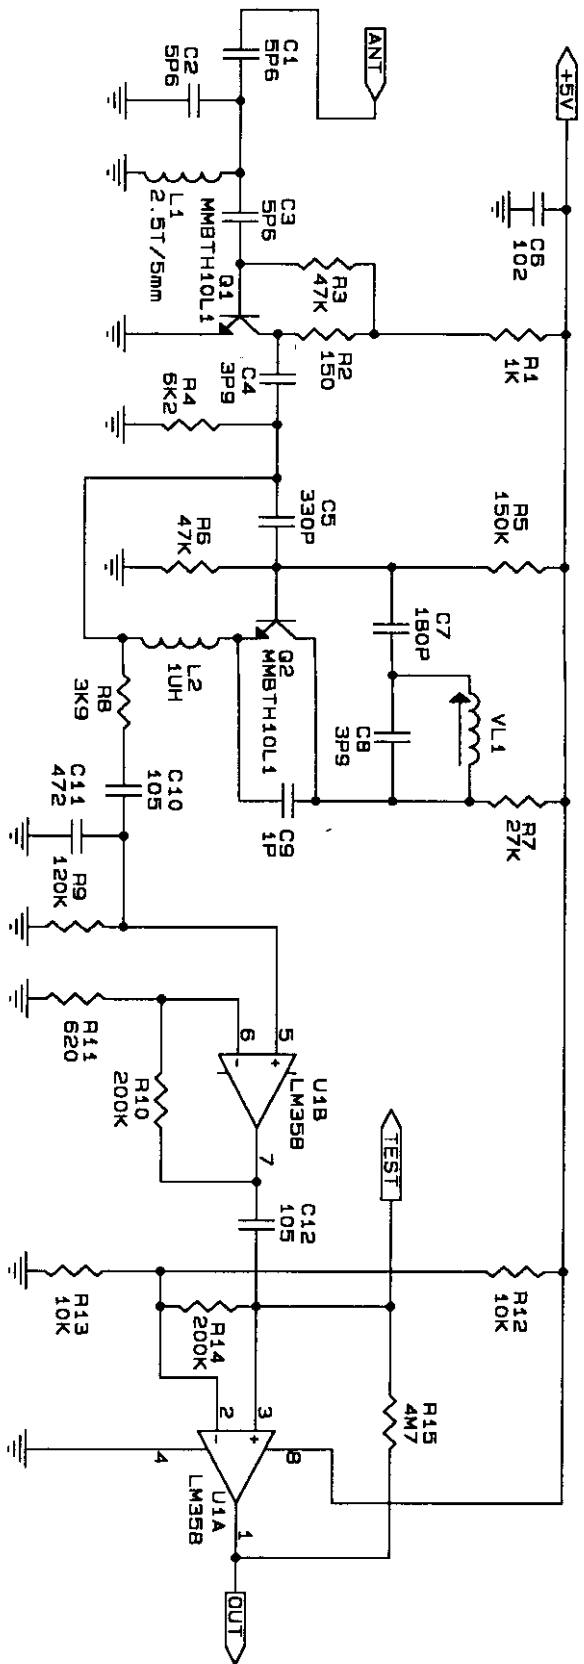 +5V
ANT
C1
5P6
C2
5P6
L1
2.5T/5mm
C3
5P6
C6
102
R3
47K
Q1
MMBTH10L1
R2
150
R1
1K
C4
3P9
R4
6K2
C5
330P
R5
150K
R6
47K
C7
180P
Q2
MMBTH10L1
L2
1UH
R8
3K9
C8
3P9
VL1
C9
1P
R7
27K
C10
105
C11
472
R9
120K
5
6
+
-
7
U1B
LM358
R11
620
R10
200K
C12
105
TEST
R12
10K
R13
10K
R14
200K
R15
4M7
3
2
+
-
8
4
1
U1A
LM358
OUT